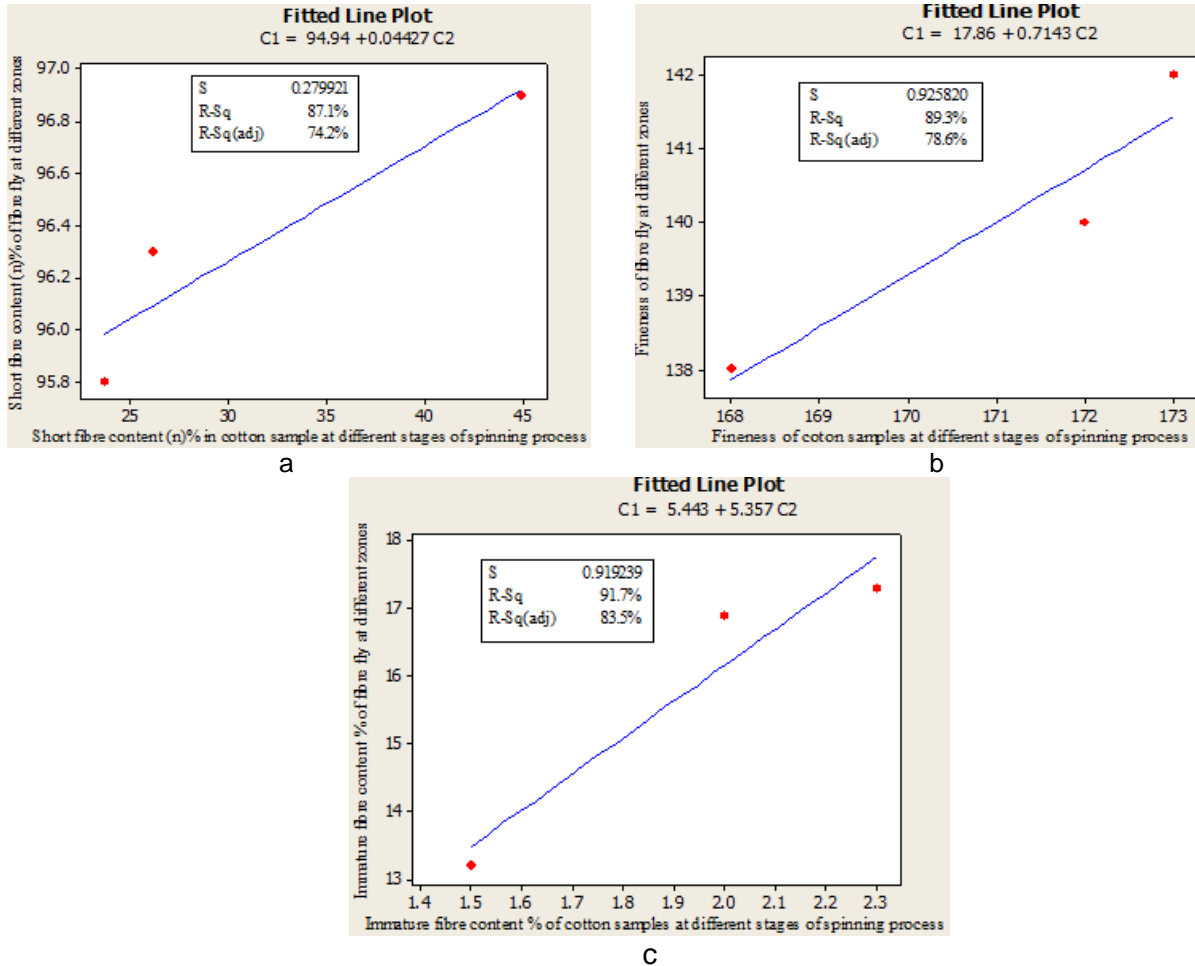 Fitted Line Plot
C1 = 94.94 +0.04427 C2
S 0.279921
R-Sq 87.1%
R-Sq(adj) 74.2%
Short fibre content (n)% of fibre fly at different zones
97.0
96.8
96.6
96.4
96.2
96.0
95.8
25 30 35 40 45
Short fibre content (n)% in cotton sample at different stages of spinning process
a
Fitted Line Plot
C1 = 17.86 + 0.7143 C2
S 0.925820
R-Sq 89.3%
R-Sq(adj) 78.6%
Fineness of fibre fly at different zones
142
141
140
139
138
168 169 170 171 172 173
Fineness of coton samples at different stages of spinning process
b
Fitted Line Plot
C1 = 5.443 + 5.357 C2
S 0.919239
R-Sq 91.7%
R-Sq(adj) 83.5%
Immature fibre content % of fibre fly at different zones
18
17
16
15
14
13
1.4 1.5 1.6 1.7 1.8 1.9 2.0 2.1 2.2 2.3
Immature fibre content % of cotton samples at different stages of spinning process
c